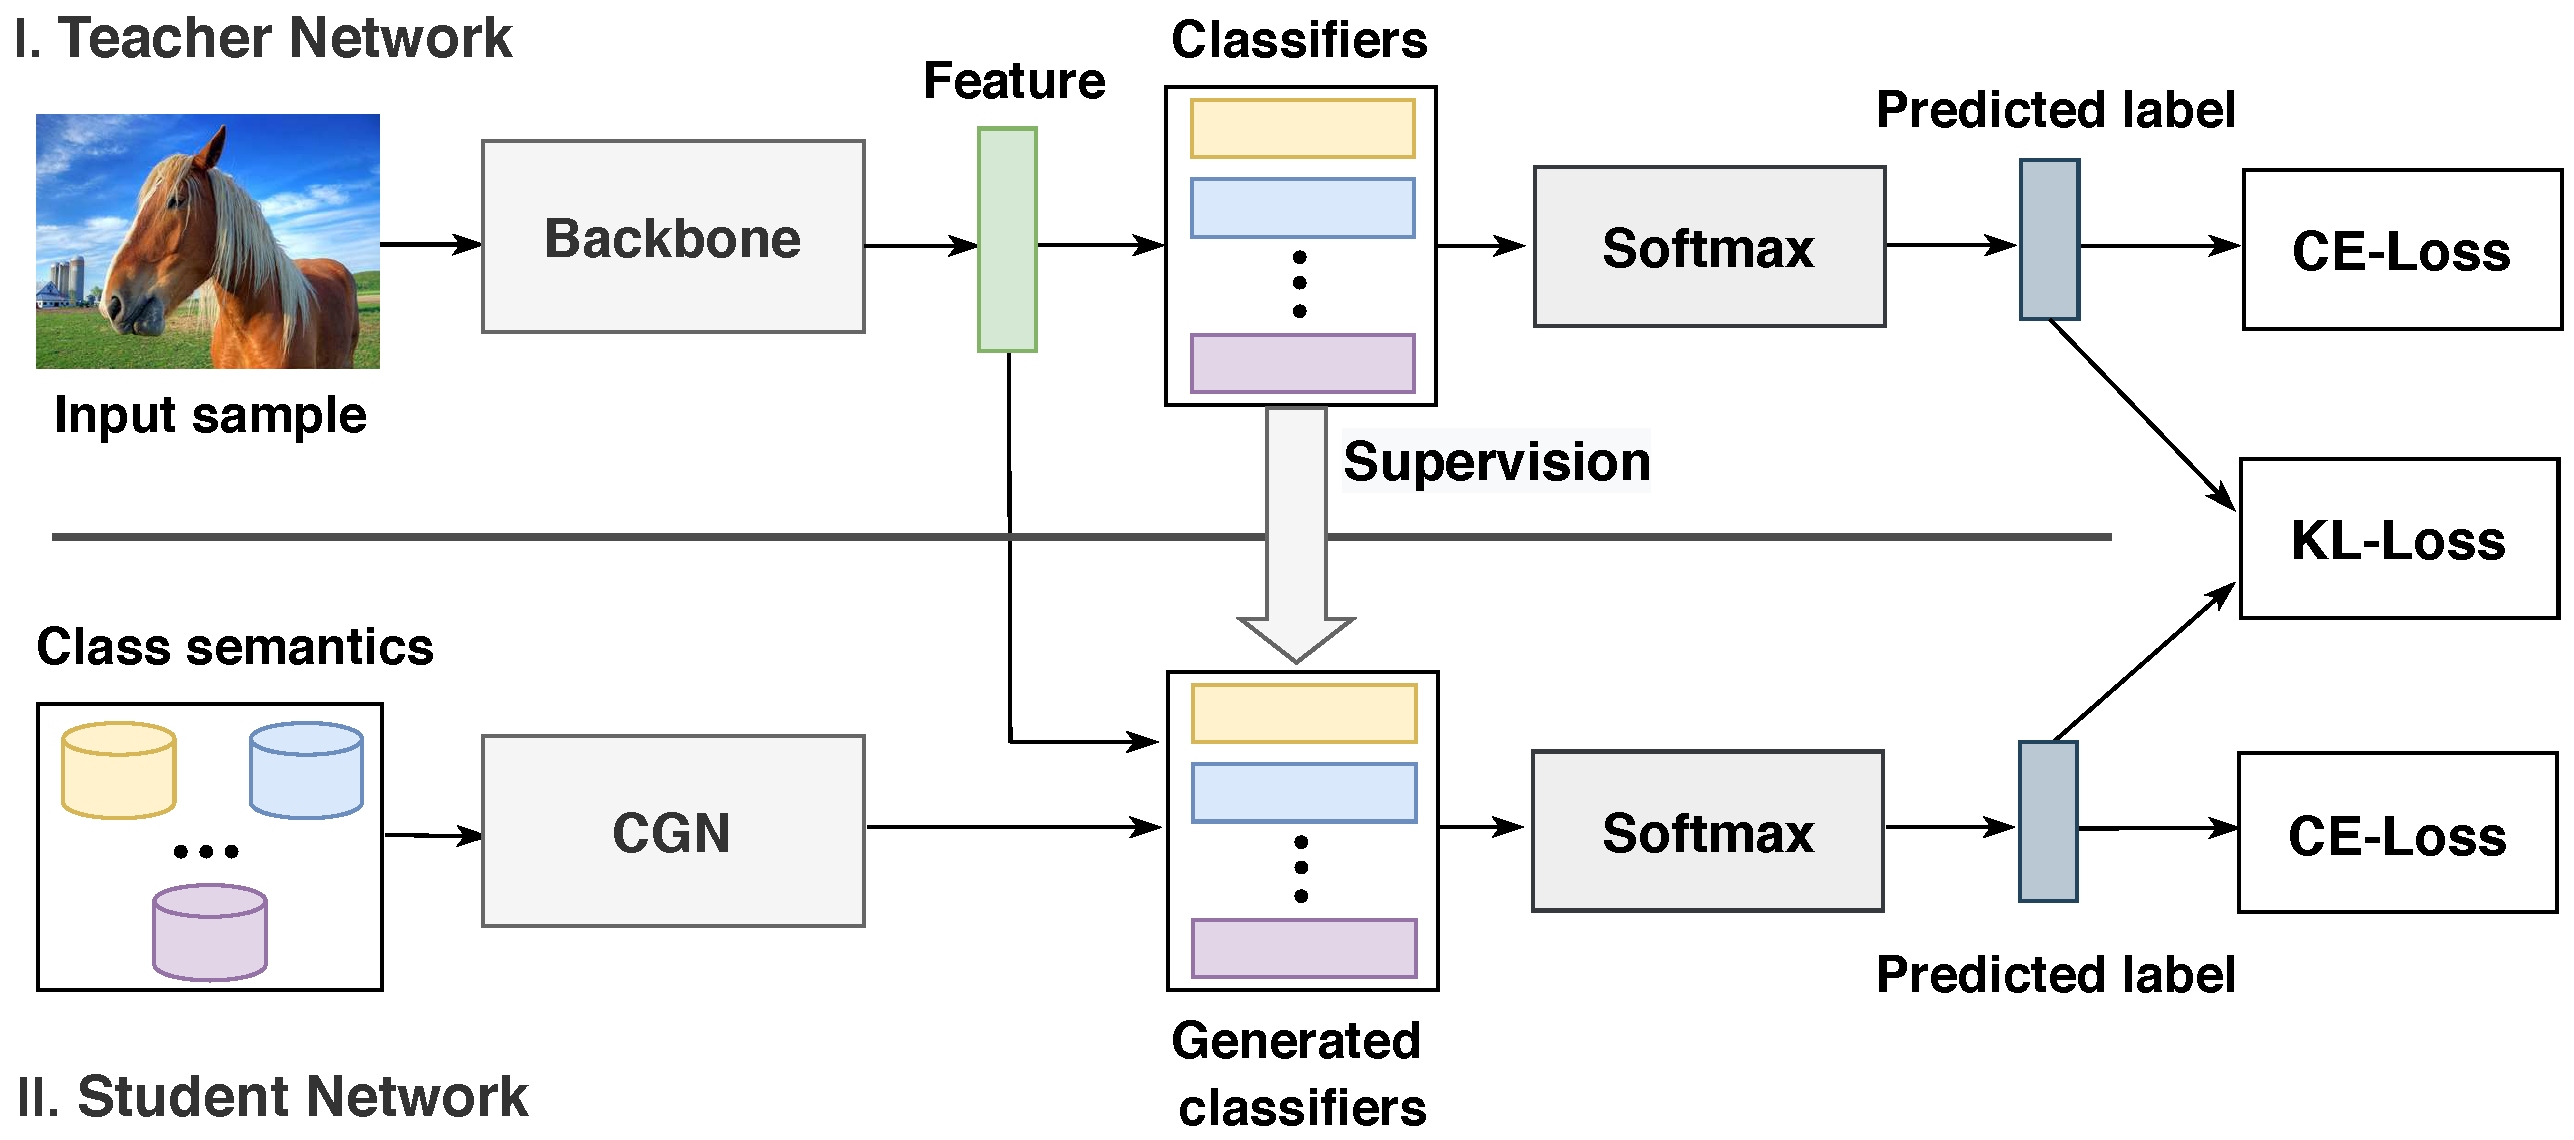 I. Teacher Network
Classifiers
Feature
Predicted label
Backbone
Softmax
CE-Loss
Input sample
Supervision
KL-Loss
Class semantics
CGN
Softmax
CE-Loss
Predicted label
Generated
classifiers
II. Student Network